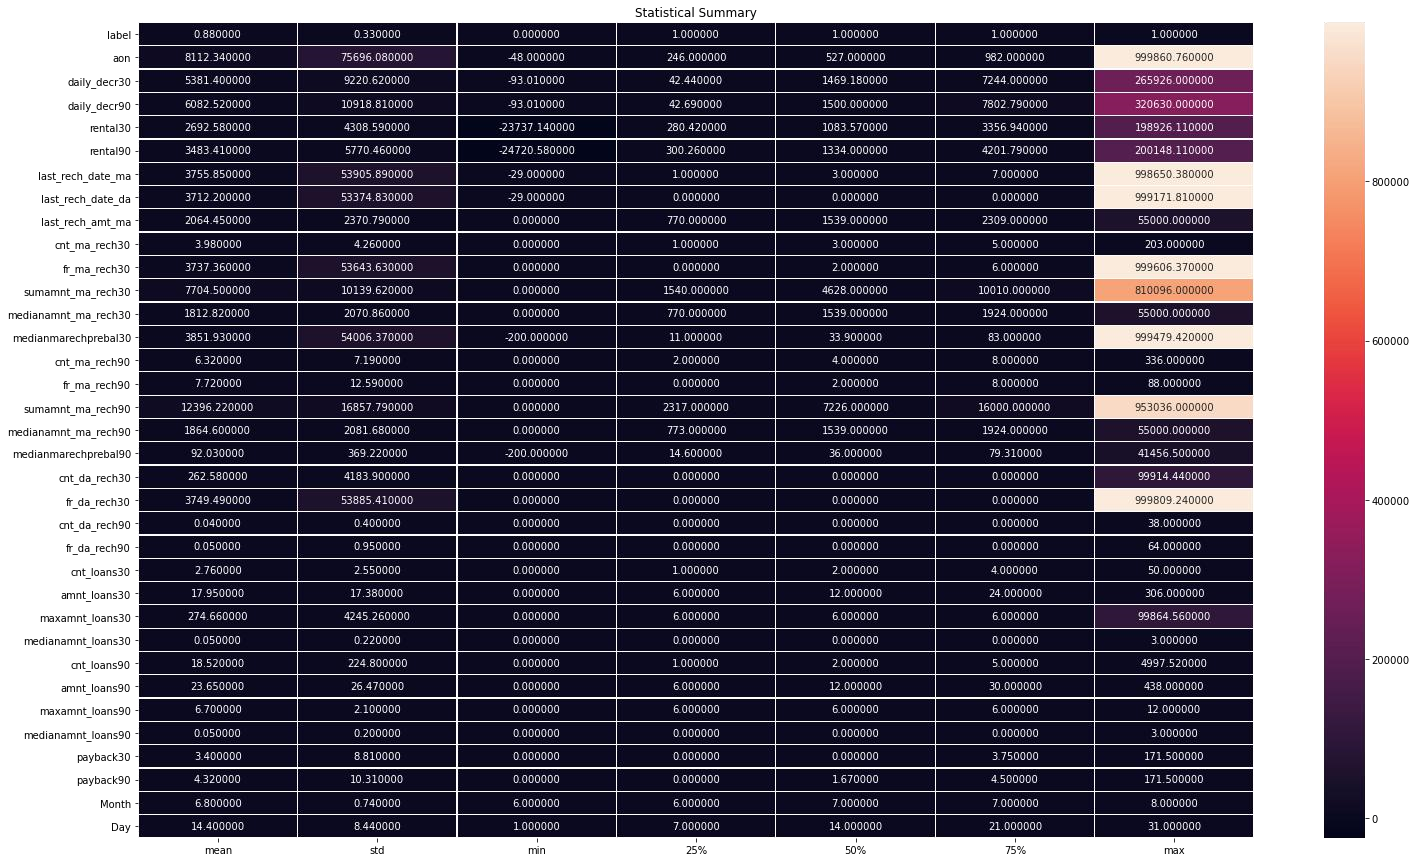 Statistical Summary
label 0.880000 0.330000 0.000000 1.000000 1.000000 1.000000 1.000000
aon 8112.340000 75696.080000 -48.000000 246.000000 527.000000 982.000000 999860.760000
daily_decr30 5381.400000 9220.620000 -93.010000 42.440000 1469.180000 7244.000000 265926.000000
daily_decr90 6082.520000 10918.810000 -93.010000 42.690000 1500.000000 7802.790000 320630.000000
rental30 2692.580000 4308.590000 -23737.140000 280.420000 1083.570000 3356.940000 198926.110000
rental90 3483.410000 5770.460000 -24720.580000 300.260000 1334.000000 4201.790000 200148.110000
last_rech_date_ma 3755.850000 53905.890000 -29.000000 1.000000 3.000000 7.000000 998650.380000
800000
last_rech_date_da 3712.200000 53374.830000 -29.000000 0.000000 0.000000 0.000000 999171.810000
last_rech_amt_ma 2064.450000 2370.790000 0.000000 770.000000 1539.000000 2309.000000 55000.000000
cnt_ma_rech30 3.980000 4.260000 0.000000 1.000000 3.000000 5.000000 203.000000
fr_ma_rech30 3737.360000 53643.630000 0.000000 0.000000 2.000000 6.000000 999606.370000
sumamnt_ma_rech30 7704.500000 10139.620000 0.000000 1540.000000 4628.000000 10010.000000 810096.000000
medianamnt_ma_rech30 1812.820000 2070.860000 0.000000 770.000000 1539.000000 1924.000000 55000.000000
medianmarechprebal30 3851.930000 54006.370000 -200.000000 11.000000 33.900000 83.000000 999479.420000
600000
cnt_ma_rech90 6.320000 7.190000 0.000000 2.000000 4.000000 8.000000 336.000000
fr_ma_rech90 7.720000 12.590000 0.000000 0.000000 2.000000 8.000000 88.000000
sumamnt_ma_rech90 12396.220000 16857.790000 0.000000 2317.000000 7226.000000 16000.000000 953036.000000
medianamnt_ma_rech90 1864.600000 2081.680000 0.000000 773.000000 1539.000000 1924.000000 55000.000000
medianmarechprebal90 92.030000 369.220000 -200.000000 14.600000 36.000000 79.310000 41456.500000
cnt_da_rech30 262.580000 4183.900000 0.000000 0.000000 0.000000 0.000000 99914.440000
fr_da_rech30 3749.490000 53885.410000 0.000000 0.000000 0.000000 0.000000 999809.240000
400000
cnt_da_rech90 0.040000 0.400000 0.000000 0.000000 0.000000 0.000000 38.000000
fr_da_rech90 0.050000 0.950000 0.000000 0.000000 0.000000 0.000000 64.000000
cnt_loans30 2.760000 2.550000 0.000000 1.000000 2.000000 4.000000 50.000000
amnt_loans30 17.950000 17.380000 0.000000 6.000000 12.000000 24.000000 306.000000
maxamnt_loans30 274.660000 4245.260000 0.000000 6.000000 6.000000 6.000000 99864.560000
medianamnt_loans30 0.050000 0.220000 0.000000 0.000000 0.000000 0.000000 3.000000
cnt_loans90 18.520000 224.800000 0.000000 1.000000 2.000000 5.000000 4997.520000
200000
amnt_loans90 23.650000 26.470000 0.000000 6.000000 12.000000 30.000000 438.000000
maxamnt_loans90 6.700000 2.100000 0.000000 6.000000 6.000000 6.000000 12.000000
medianamnt_loans90 0.050000 0.200000 0.000000 0.000000 0.000000 0.000000 3.000000
payback30 3.400000 8.810000 0.000000 0.000000 0.000000 3.750000 171.500000
payback90 4.320000 10.310000 0.000000 0.000000 1.670000 4.500000 171.500000
Month 6.800000 0.740000 6.000000 6.000000 7.000000 7.000000 8.000000
0
Day 14.400000 8.440000 1.000000 7.000000 14.000000 21.000000 31.000000
mean std min 25% 50% 75% max